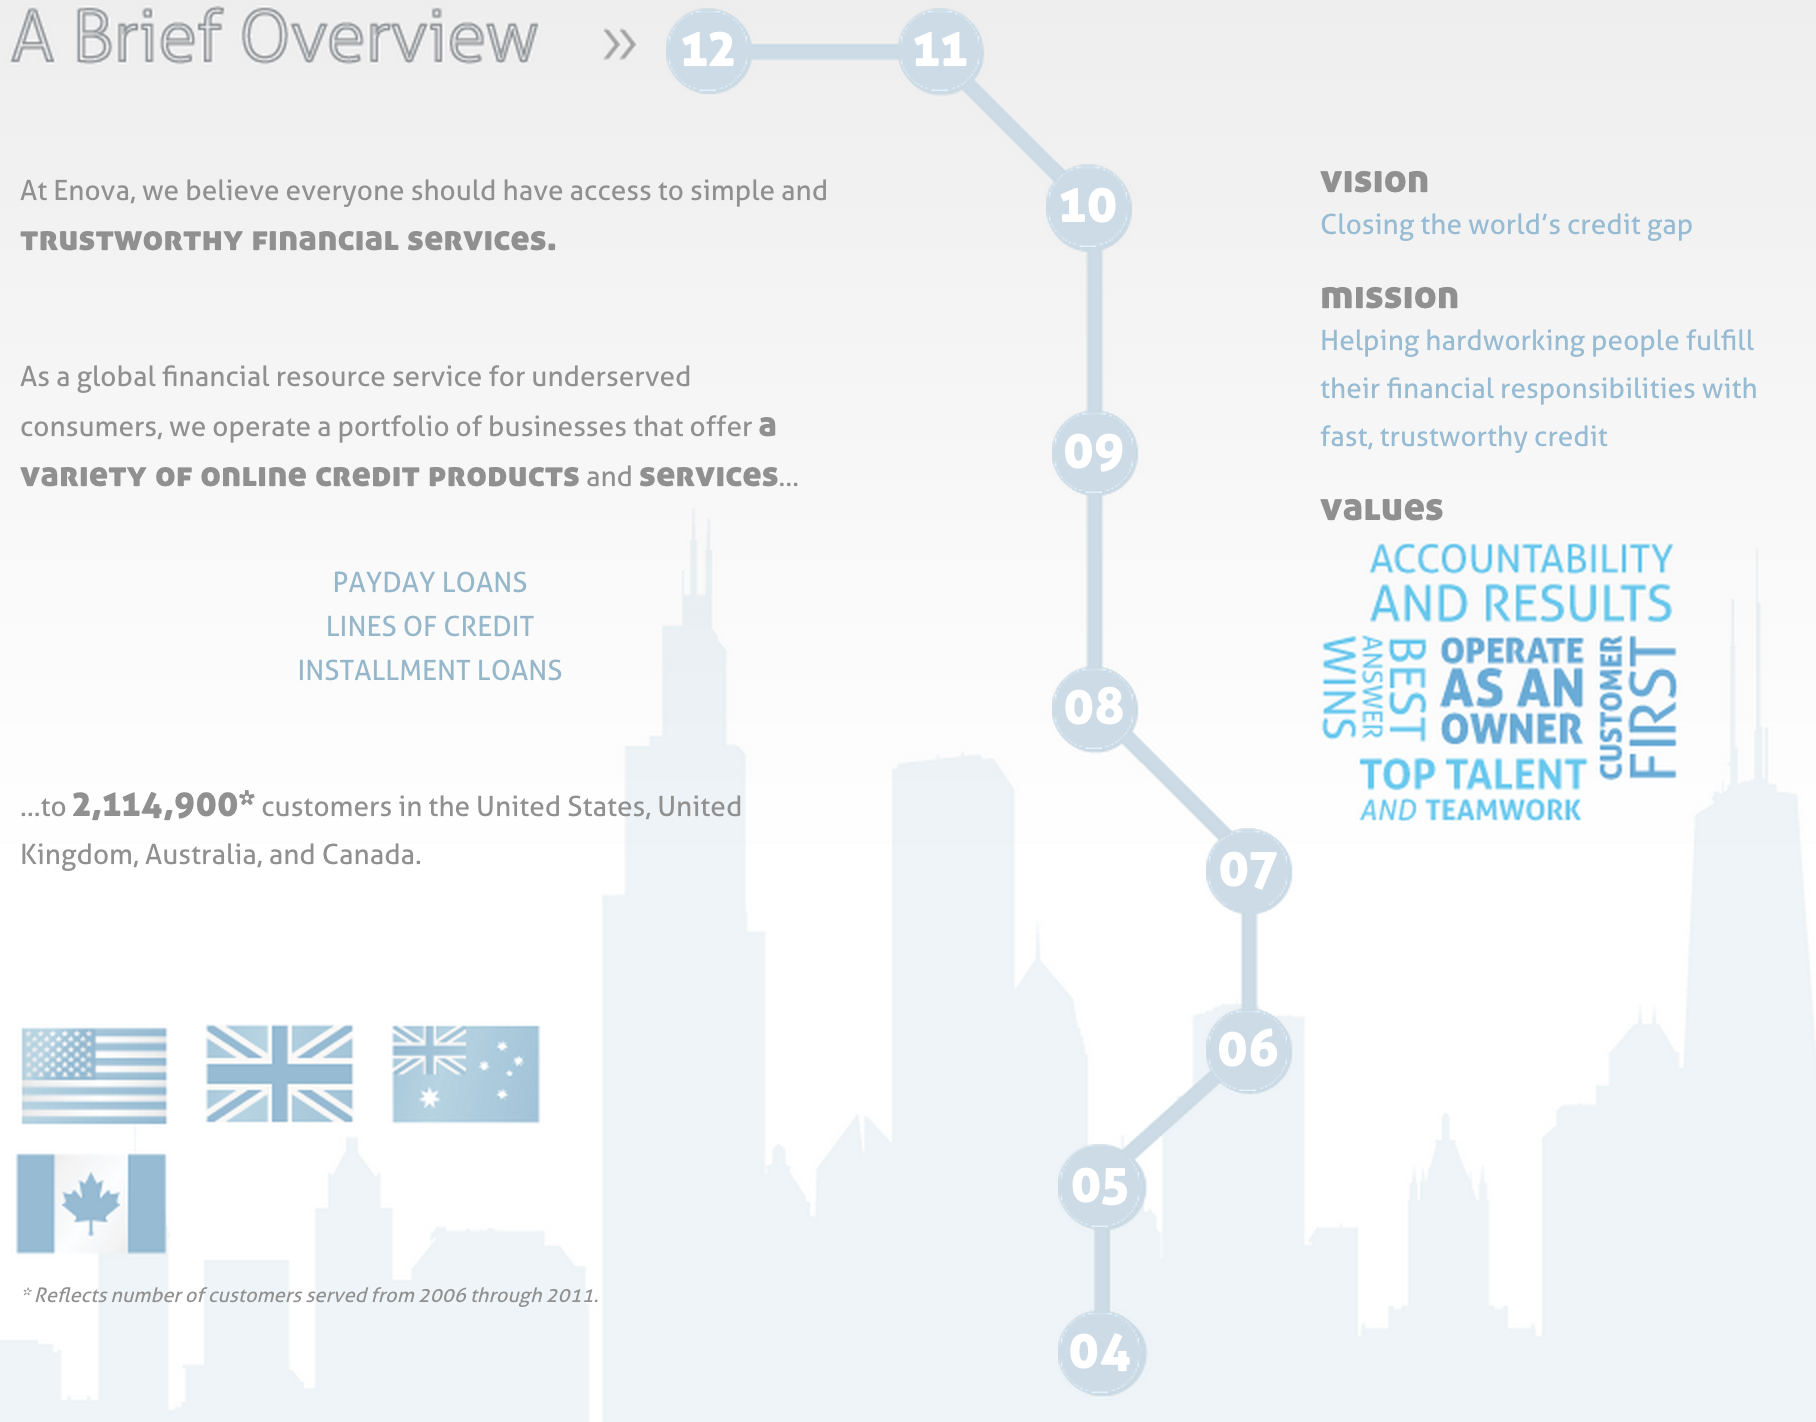 A Brief Overview »
12
11
10
09
08
07
06
05
04
At Enova, we believe everyone should have access to simple and
TRUSTWORTHY FINANCIAL SERVICES.
As a global financial resource service for underserved
consumers, we operate a portfolio of businesses that offer a
VARIETY OF ONLINE CREDIT PRODUCTS and SERVICES...
PAYDAY LOANS
LINES OF CREDIT
INSTALLMENT LOANS
...to 2,114,900* customers in the United States, United
Kingdom, Australia, and Canada.
* Reflects number of customers served from 2006 through 2011.
VISION
Closing the world's credit gap
MISSION
Helping hardworking people fulfill
their financial responsibilities with
fast, trustworthy credit
VALUES
ACCOUNTABILITY
AND RESULTS
BEST
ANSWER
WINS
OPERATE
AS AN
OWNER
CUSTOMER
FIRST
TOP TALENT
AND TEAMWORK